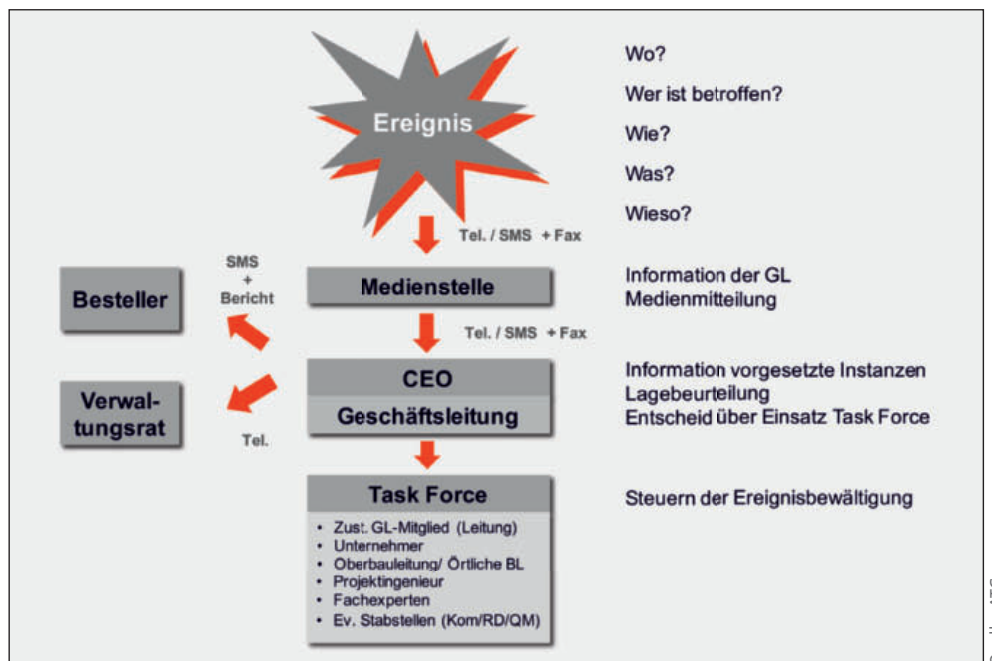 Ereignis
Wo?
Wer ist betroffen?
Wie?
Was?
Wieso?
Tel. / SMS + Fax
Medienstelle
Information der GL
Medienmitteilung
SMS
+
Bericht
Besteller
Tel. / SMS + Fax
CEO
Geschäftsleitung
Information vorgesetzte Instanzen
Lagebeurteilung
Entscheid über Einsatz Task Force
Verwal-
tungsrat
Tel.
Task Force
Steuern der Ereignisbewältigung
• Zust. GL-Mitglied (Leitung)
• Unternehmer
• Oberbauleitung/ Örtliche BL
• Projektingenieur
• Fachexperten
• Ev. Stabstellen (Kom/RD/QM)